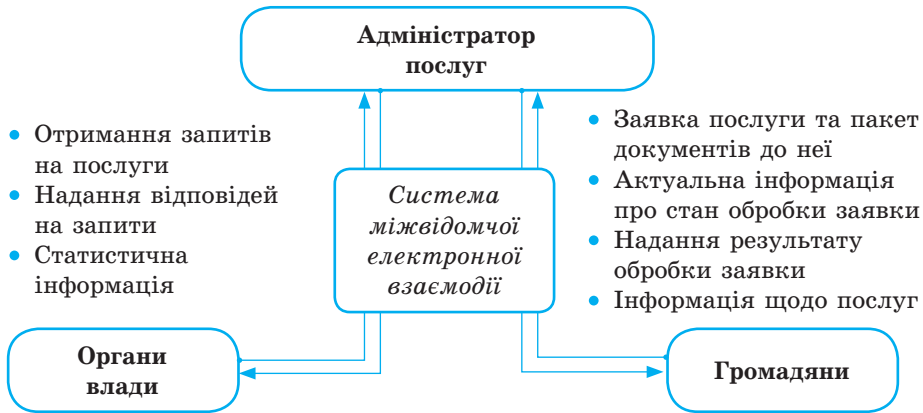 Адміністратор
послуг
● Отримання запитів
на послуги
● Надання відповідей
на запити
● Статистична
інформація
Система
міжвідомчої
електронної
взаємодії
● Заявка послуги та пакет
документів до неї
● Актуальна інформація
про стан обробки заявки
● Надання результату
обробки заявки
● Інформація щодо послуг
Органи
влади
Громадяни